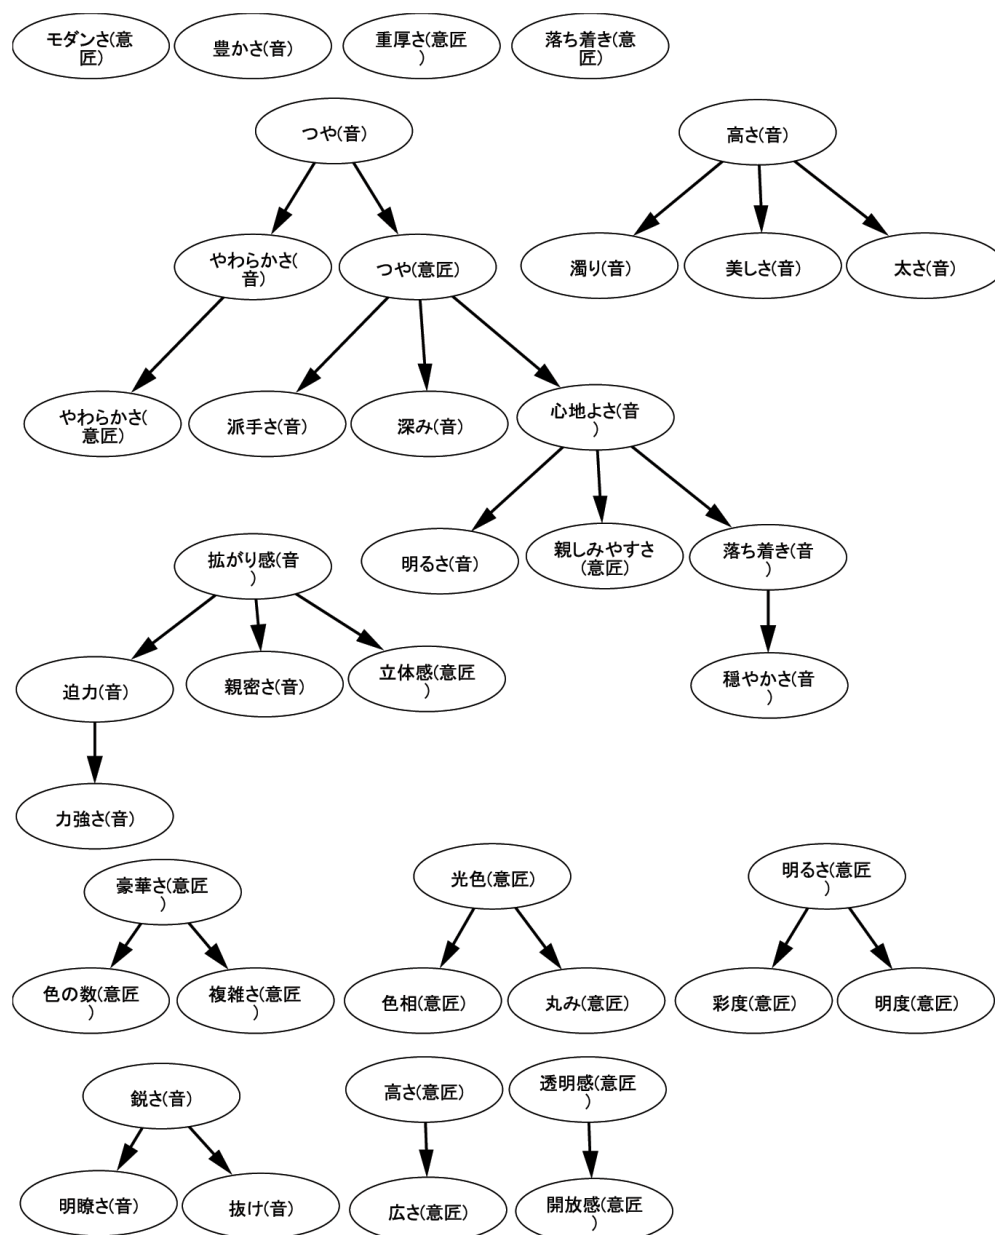 モダンさ(意
匠)
豊かさ(音)
重厚さ(意匠
)
落ち着き(意
匠)
つや(音)
高さ(音)
やわらかさ(
音)
つや(意匠)
濁り(音)
美しさ(音)
太さ(音)
やわらかさ(
意匠)
派手さ(音)
深み(音)
心地よさ(音
)
明るさ(音)
親しみやすさ
(意匠)
落ち着き(音
)
拡がり感(音
)
迫力(音)
親密さ(音)
立体感(意匠
)
穏やかさ(音
)
力強さ(音)
豪華さ(意匠
)
光色(意匠)
明るさ(意匠
)
色の数(意匠
)
複雑さ(意匠
)
色相(意匠)
丸み(意匠)
彩度(意匠)
明度(意匠)
鋭さ(音)
高さ(意匠)
透明感(意匠
)
明瞭さ(音)
抜け(音)
広さ(意匠)
開放感(意匠
)